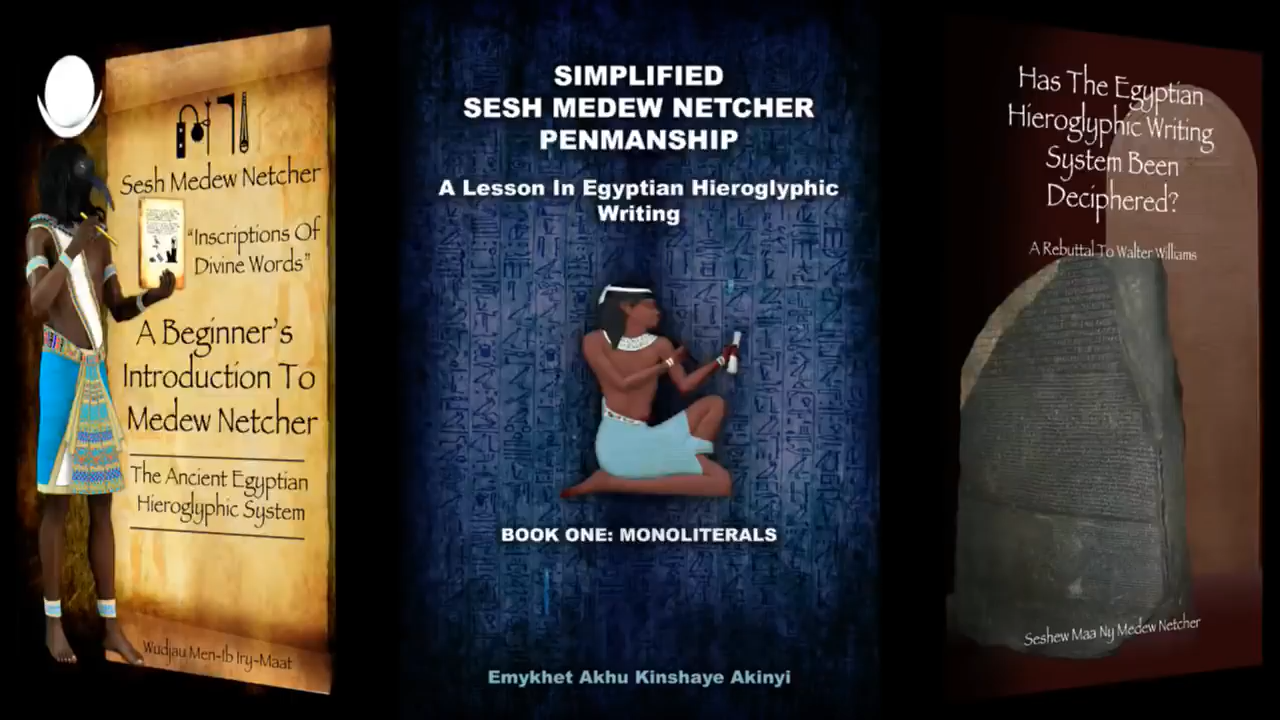 Sesh Medew Netcher
“Inscriptions Of
Divine Words”
A Beginner’s
Introduction To
Medew Netcher
The Ancient Egyptian
Hieroglyphic System
Wudjau Men-Ib Iry-Maat
SIMPLIFIED
SESH MEDEW NETCHER
PENMANSHIP
A Lesson In Egyptian Hieroglyphic
Writing
BOOK ONE: MONOLITERALS
Emykhet Akhu Kinshaye Akinyi
Has The Egyptian
Hieroglyphic Writing
System Been
Deciphered?
A Rebuttal To Walter Williams
Seshew Maa Ny Medew Netcher